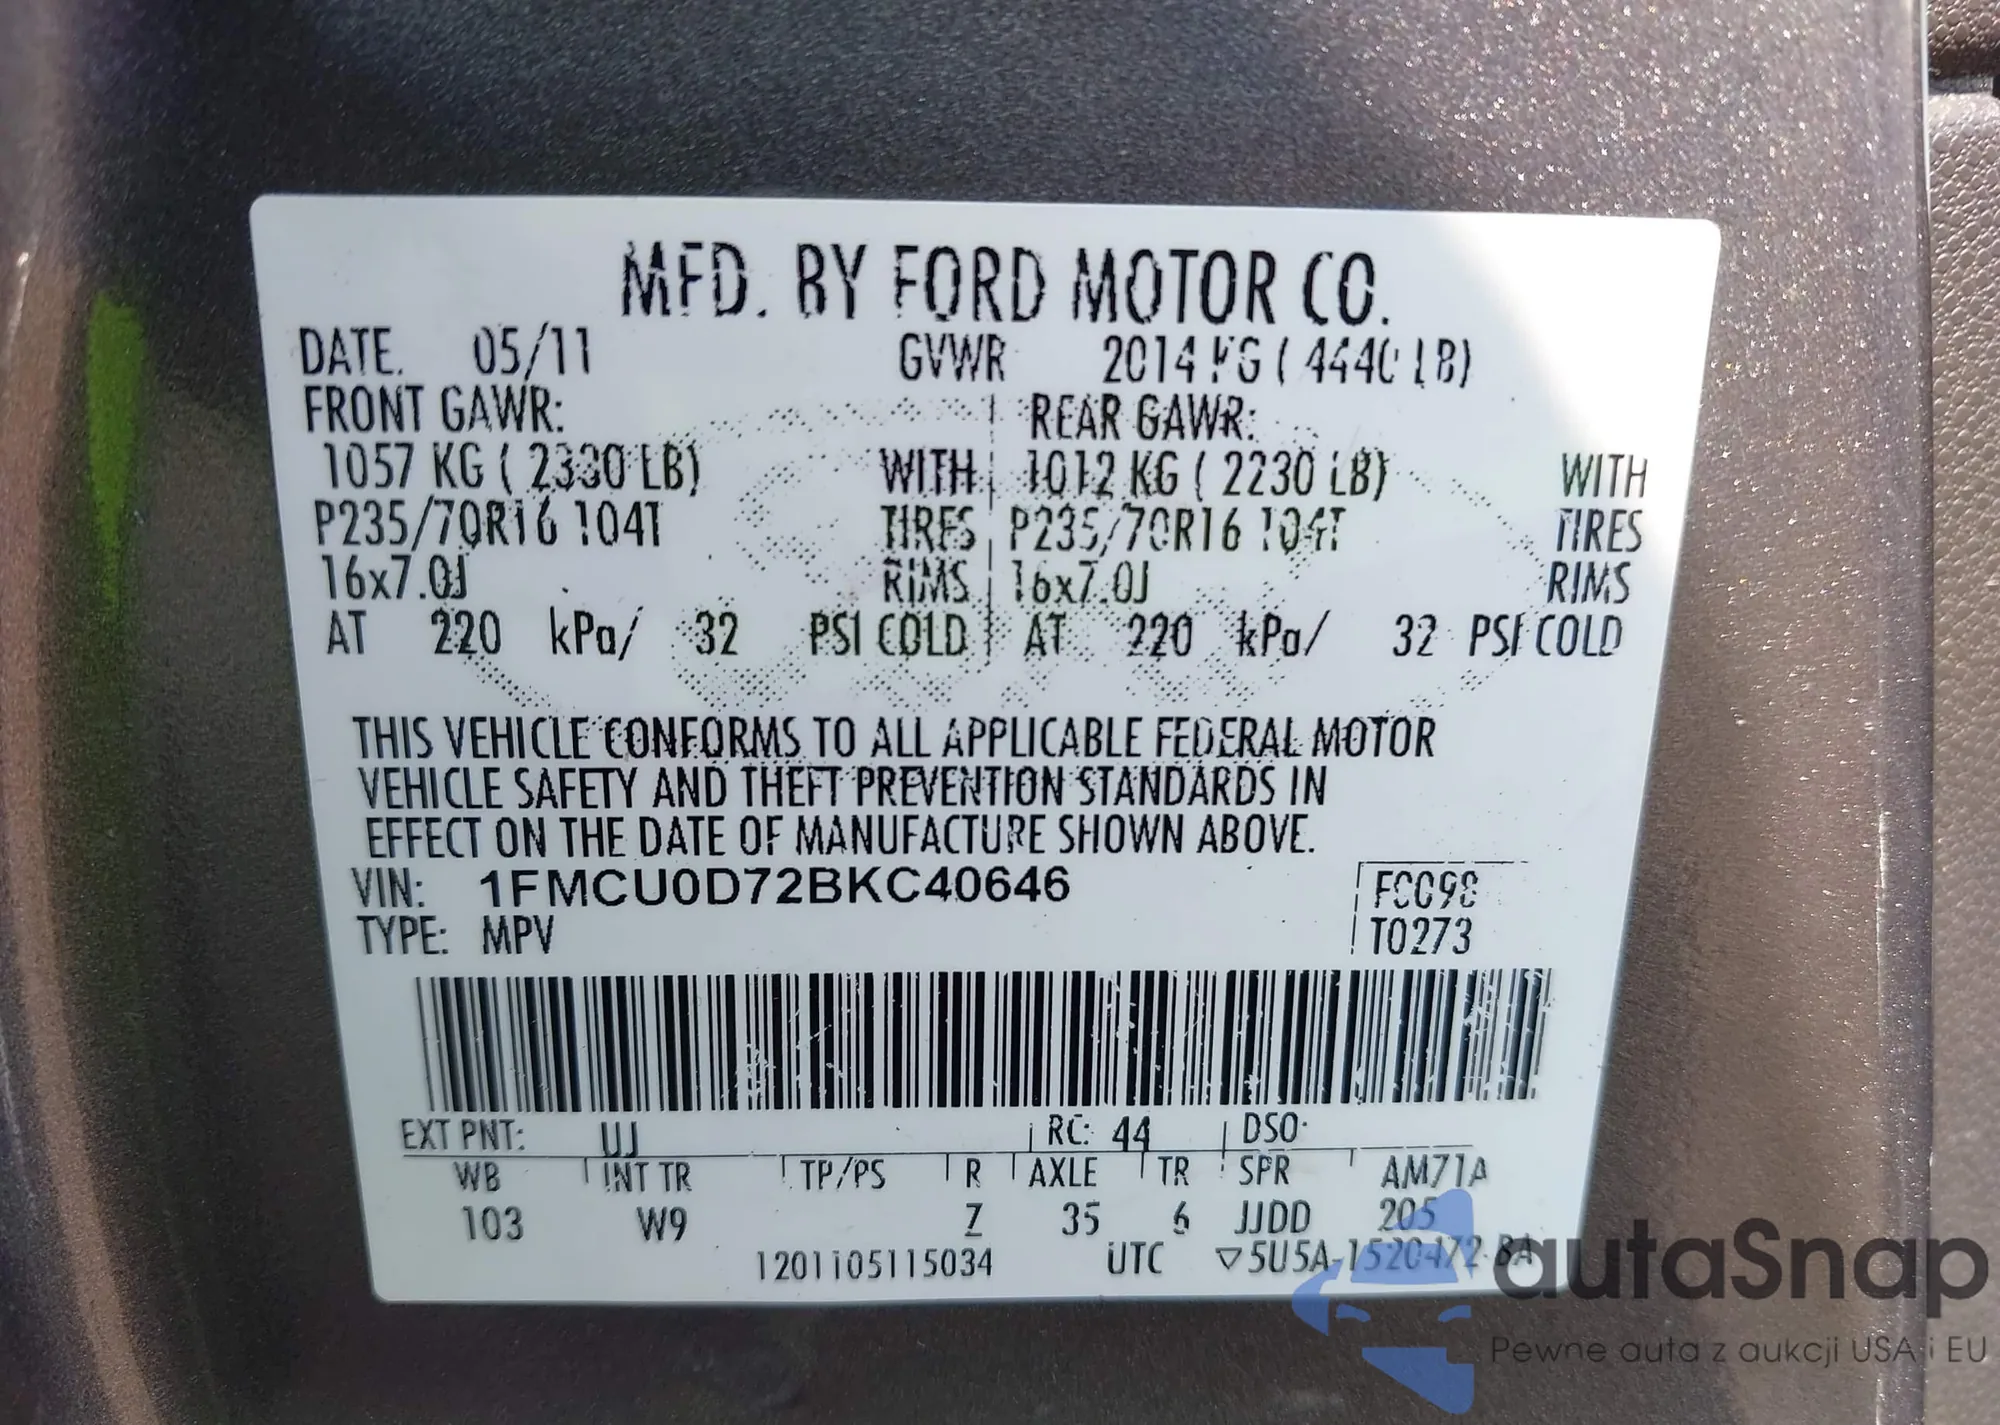 MFD. BY FORD MOTOR CO.
DATE. 05/11 GVWR 2014 KG ( 4440 LB)
FRONT GAWR: REAR GAWR:
1057 KG ( 2330 LB) WITH 1012 KG ( 2230 LB) WITH
P235/70R16 104T TIRES P235/70R16 104T TIRES
16x7.0J RIMS 16x7.0J RIMS
AT 220 kPa/ 32 PSI COLD AT 220 kPa/ 32 PSI COLD
THIS VEHICLE CONFORMS TO ALL APPLICABLE FEDERAL MOTOR
VEHICLE SAFETY AND THEFT PREVENTION STANDARDS IN
EFFECT ON THE DATE OF MANUFACTURE SHOWN ABOVE.
VIN: 1FMCU0D72BKC40646
TYPE: MPV T0273
EXT PNT: UJ RC: 44 DSO:
WB INT TR TP/PS R AXLE TR SPR AM71A
103 W9 Z 35 6 JJDD 205
1201105115034 UTC ▽5U5A-1520472-BA
autaSnap
Pewne auta z aukcji USA i EU